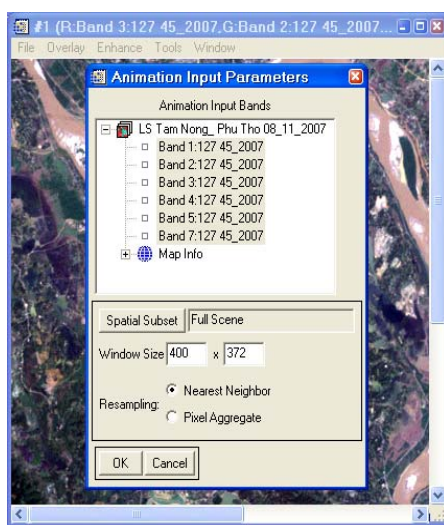 #1 (R:Band 3:127 45_2007,G:Band 2:127 45_2007...
File Overlay Enhance Tools Window
Animation Input Parameters
Animation Input Bands
LS Tam Nong_ Phu Tho 08_11_2007
Band 1:127 45_2007
Band 2:127 45_2007
Band 3:127 45_2007
Band 4:127 45_2007
Band 5:127 45_2007
Band 7:127 45_2007
Map Info
Spatial Subset Full Scene
Window Size 400 x 372
Resampling: Nearest Neighbor
Pixel Aggregate
OK Cancel